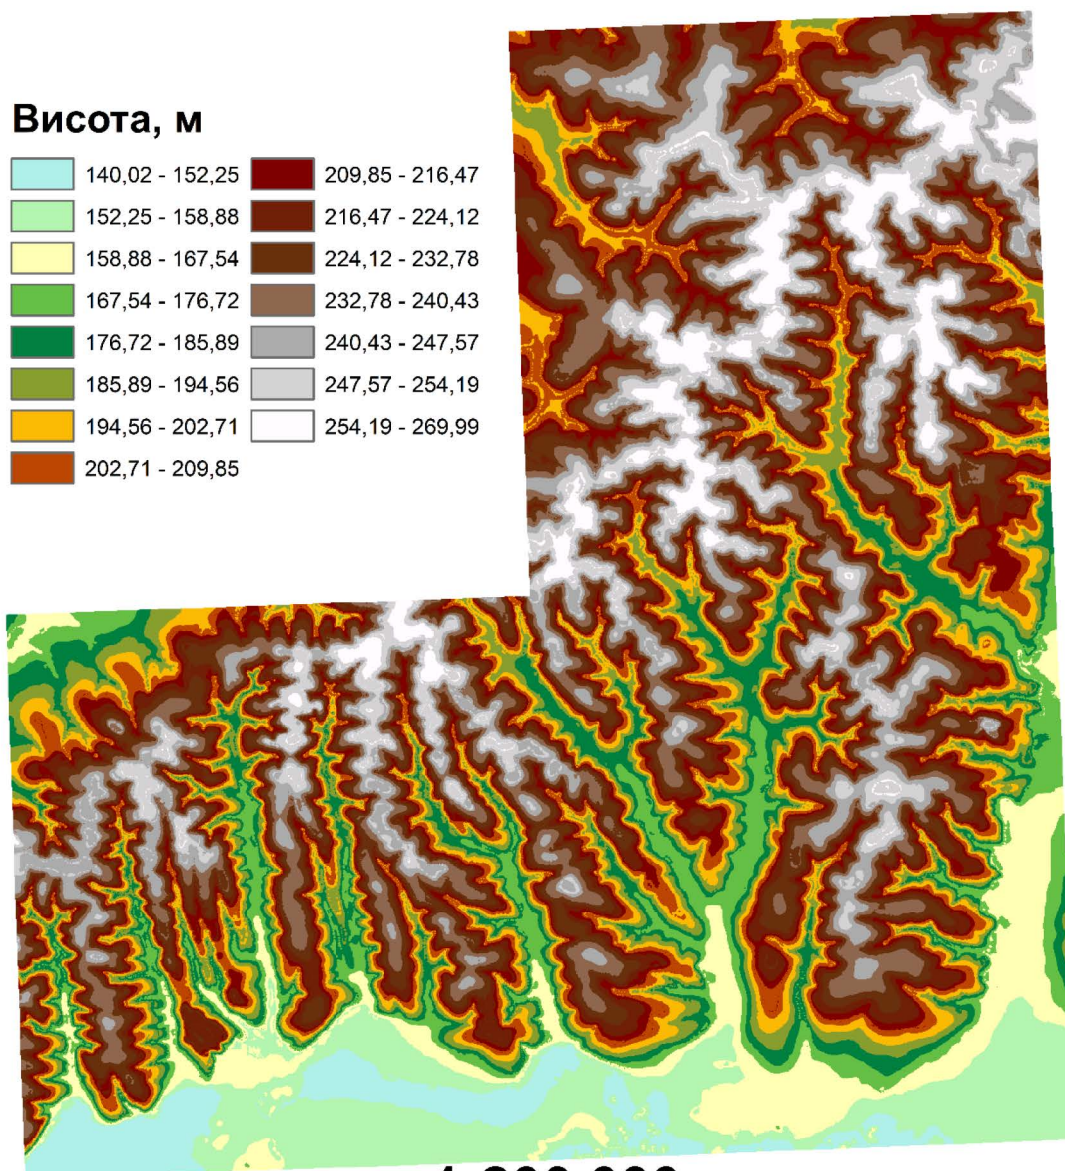 Висота, м
140,02 - 152,25
152,25 - 158,88
158,88 - 167,54
167,54 - 176,72
176,72 - 185,89
185,89 - 194,56
194,56 - 202,71
202,71 - 209,85
209,85 - 216,47
216,47 - 224,12
224,12 - 232,78
232,78 - 240,43
240,43 - 247,57
247,57 - 254,19
254,19 - 269,99